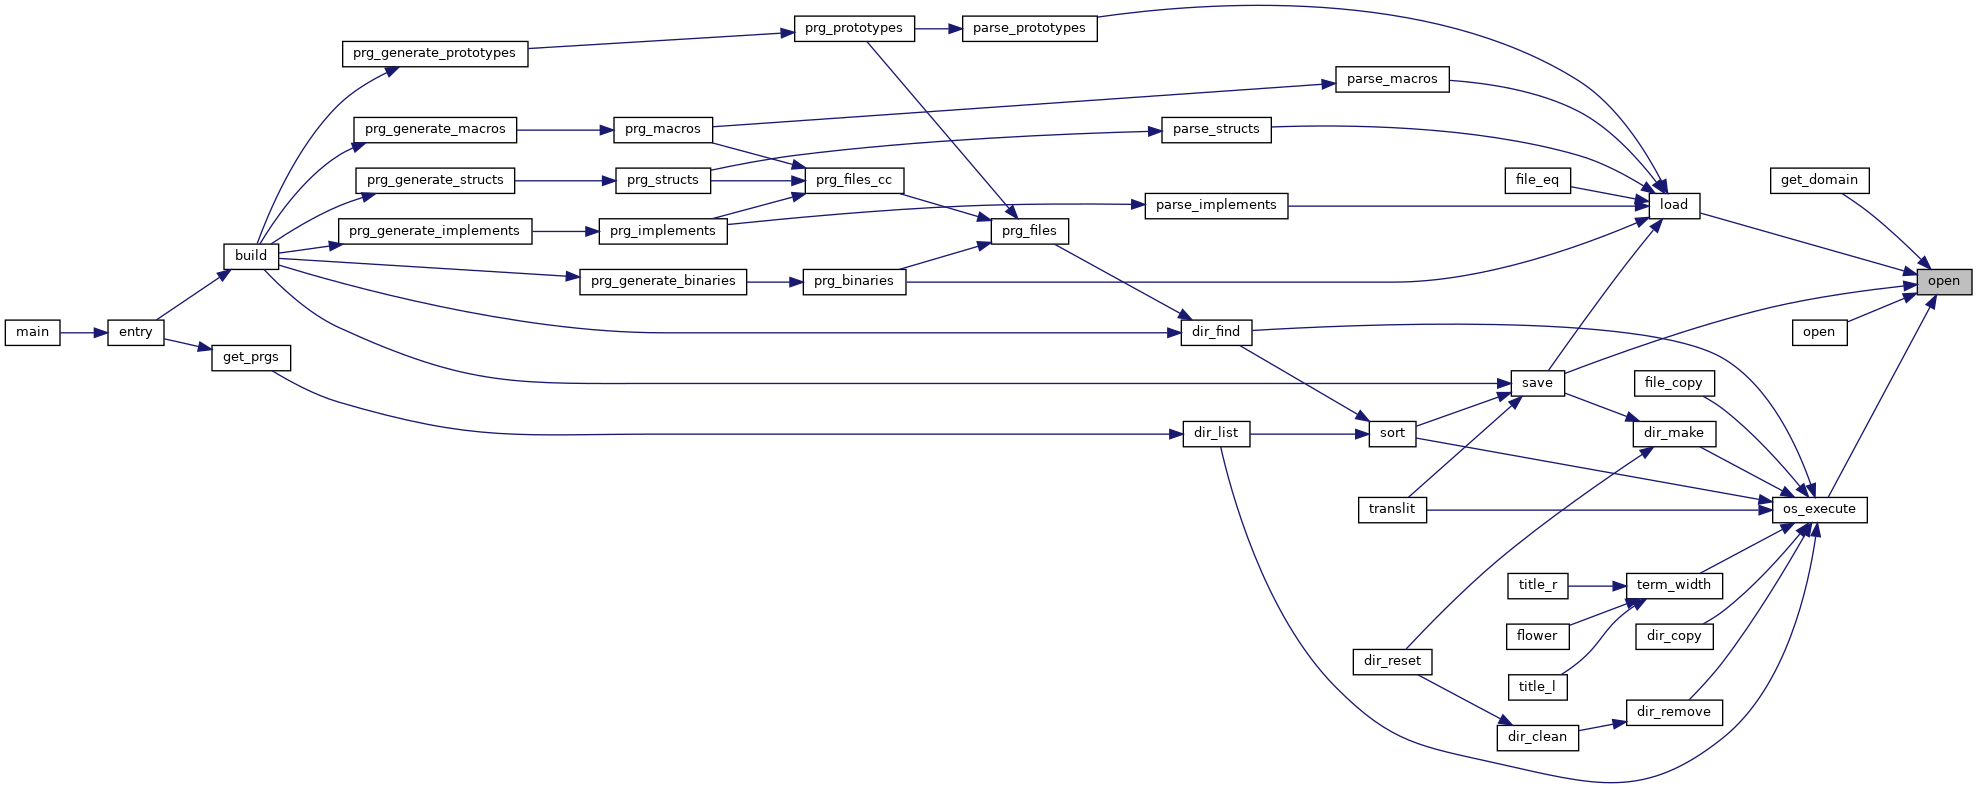 main
entry
build
get_prgs
prg_generate_prototypes
prg_generate_macros
prg_generate_structs
prg_generate_implements
prg_generate_binaries
prg_macros
prg_structs
prg_implements
prg_prototypes
prg_files_cc
prg_binaries
parse_prototypes
prg_files
parse_macros
parse_structs
parse_implements
dir_find
dir_list
sort
translit
dir_reset
file_eq
save
title_r
flower
title_l
dir_clean
load
file_copy
dir_make
term_width
dir_copy
dir_remove
get_domain
open
os_execute
open